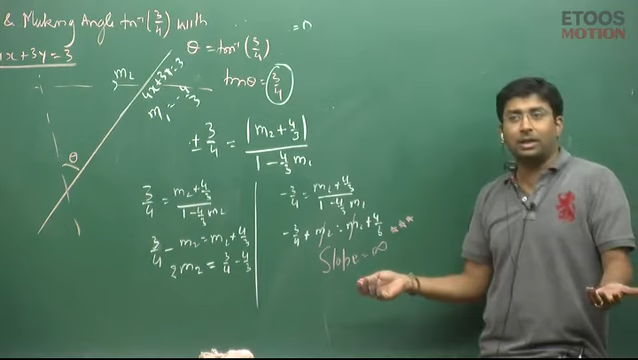 ETOOS
MOTION
& Making Angle tan⁻¹(3/4) with
4x+3y=3
θ = tan⁻¹(3/4)
tanθ = 3/4
m₂
4x+3y=3
m₁ = -4/3
θ
± 3/4 = |m₂ + 4/3| / 1 - 4/3 m₁
3/4 = m₂ + 4/3 / 1 - 4/3 m₂
3/4 - m₂ = m₂ + 4/3
2m₂ = 3/4 - 4/3
-3/4 = m₂ + 4/3 / 1 - 4/3 m₁
-3/4 + m₂ = m₂ + 4/3
Slope = ∞